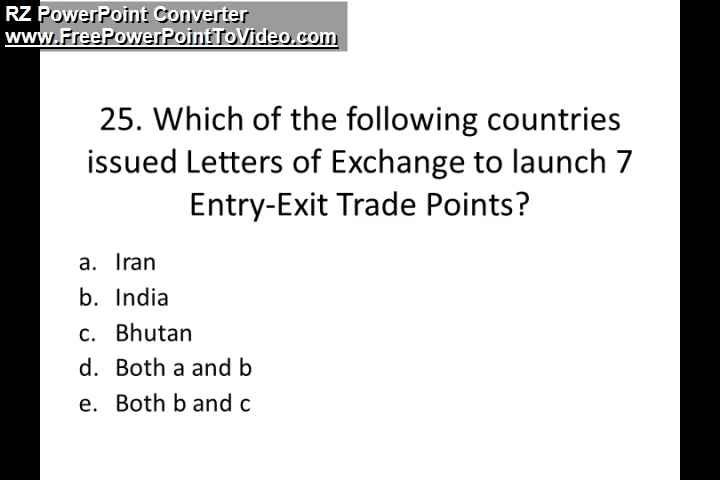 RZ PowerPoint Converter
www.FreePowerPointToVideo.com
25. Which of the following countries
issued Letters of Exchange to launch 7
Entry-Exit Trade Points?
a. Iran
b. India
c. Bhutan
d. Both a and b
e. Both b and c